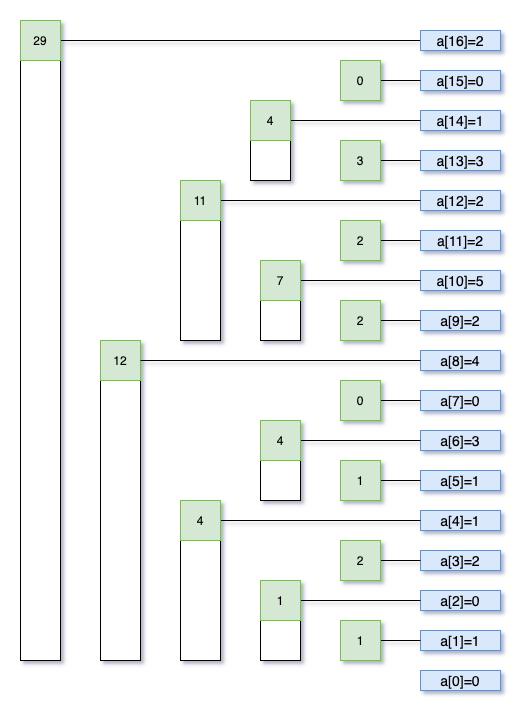 29 a[16]=2
0 a[15]=0
4 a[14]=1
3 a[13]=3
11 a[12]=2
2 a[11]=2
7 a[10]=5
2 a[9]=2
12 a[8]=4
0 a[7]=0
4 a[6]=3
1 a[5]=1
4 a[4]=1
2 a[3]=2
1 a[2]=0
1 a[1]=1
a[0]=0